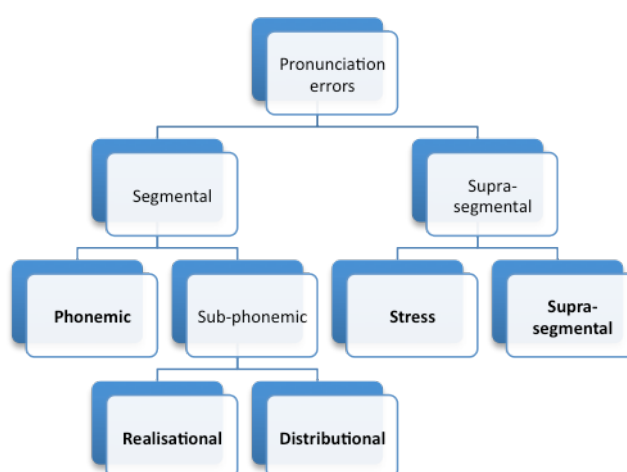 Pronunciation
errors
Segmental
Supra-
segmental
Phonemic
Sub-phonemic
Stress
Supra-
segmental
Realisational
Distributional